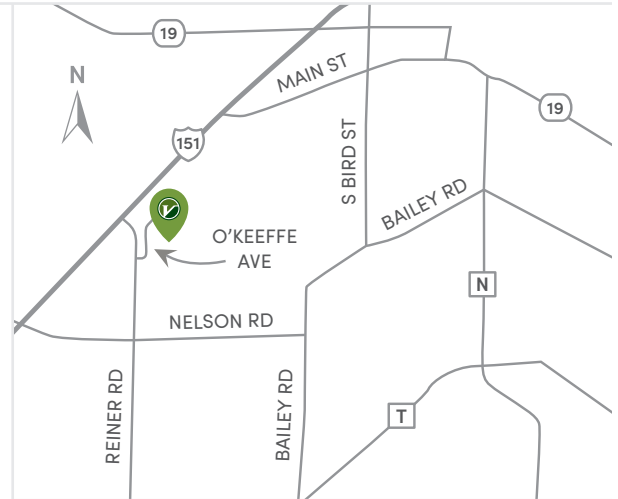 19
N
MAIN ST
19
151
S BIRD ST
BAILEY RD
O'KEEFFE
AVE
N
NELSON RD
REINER RD
BAILEY RD
T